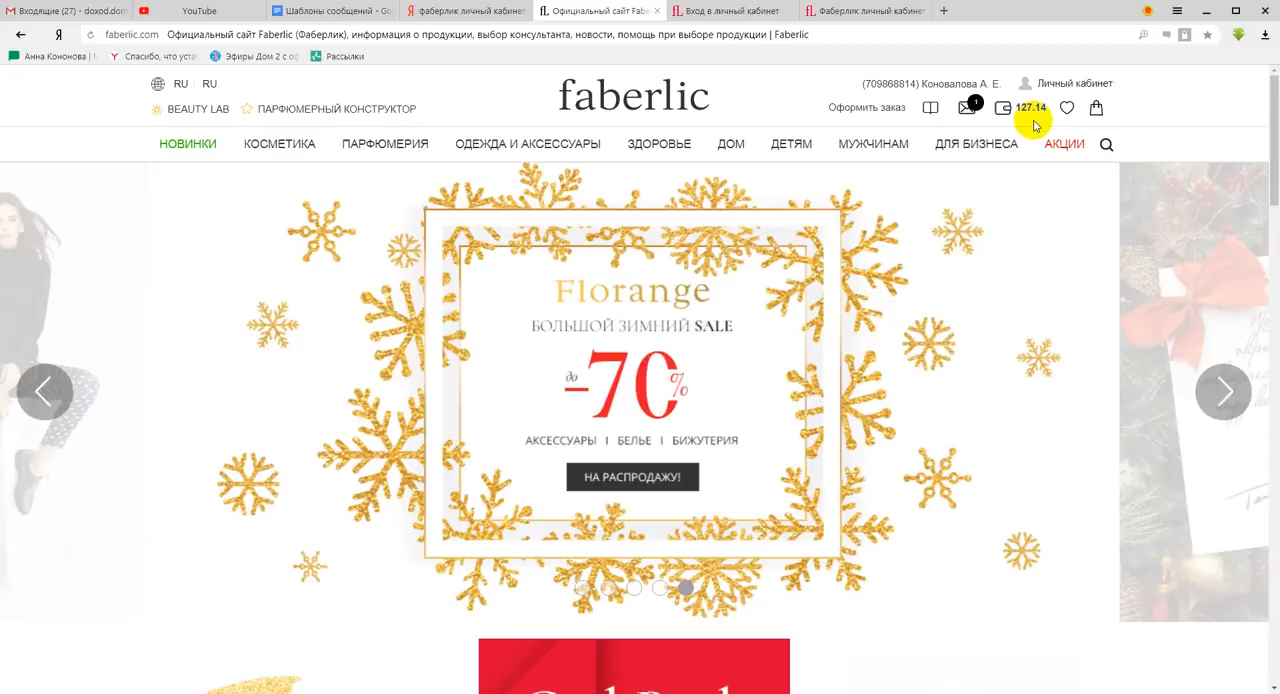 Входящие (27) - doxod.dom
YouTube
Шаблоны сообщений - Goo
фаберлик личный кабинет
Официальный сайт Faber
Вход в личный кабинет
Фаберлик личный кабинет
faberlic.com Официальный сайт Faberlic (Фаберлик), информация о продукции, выбор консультанта, новости, помощь при выборе продукции | Faberlic
Анна Кононова |
Спасибо, что уста
Эфиры Дом 2 с оф
Рассылки
RU RU
faberlic
(709868814) Коновалова А. Е. Личный кабинет
BEAUTY LAB ПАРФЮМЕРНЫЙ КОНСТРУКТОР
Оформить заказ 1 127.14
НОВИНКИ КОСМЕТИКА ПАРФЮМЕРИЯ ОДЕЖДА И АКСЕССУАРЫ ЗДОРОВЬЕ ДОМ ДЕТЯМ МУЖЧИНАМ ДЛЯ БИЗНЕСА АКЦИИ
Florange
БОЛЬШОЙ ЗИМНИЙ SALE
до -70%
АКСЕССУАРЫ | БЕЛЬЕ | БИЖУТЕРИЯ
НА РАСПРОДАЖУ!